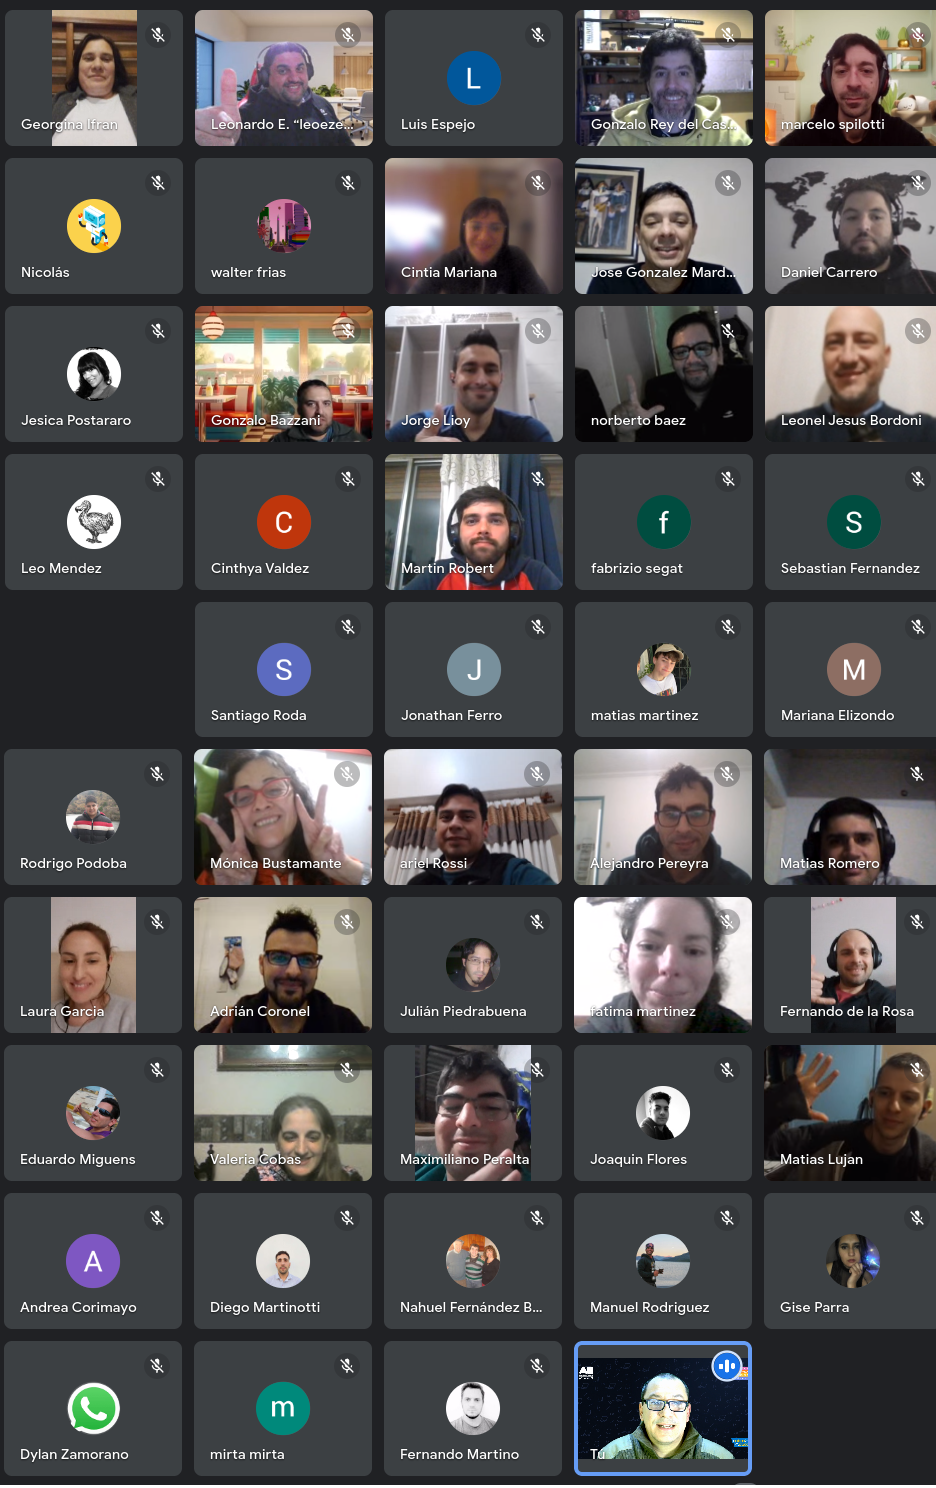 Georgina Ifran
Leonardo E. “leoeze...
L
Luis Espejo
Gonzalo Rey del Cas...
marcelo spilotti
Nicolás
walter frias
Cintia Mariana
Jose Gonzalez Mard...
Daniel Carrero
Jesica Postararo
Gonzalo Bazzani
Jorge Lioy
norberto baez
Leonel Jesus Bordoni
Leo Mendez
C
Cinthya Valdez
Martin Robert
f
fabrizio segat
S
Sebastian Fernandez
S
Santiago Roda
J
Jonathan Ferro
matias martinez
M
Mariana Elizondo
Rodrigo Podoba
Mónica Bustamante
ariel Rossi
Alejandro Pereyra
Matias Romero
Laura Garcia
Adrián Coronel
Julián Piedrabuena
fatima martinez
Fernando de la Rosa
Eduardo Miguens
Valeria Cobas
Maximiliano Peralta
Joaquin Flores
Matias Lujan
A
Andrea Corimayo
Diego Martinotti
Nahuel Fernández B...
Manuel Rodriguez
Gise Parra
Dylan Zamorano
m
mirta mirta
Fernando Martino
Tú